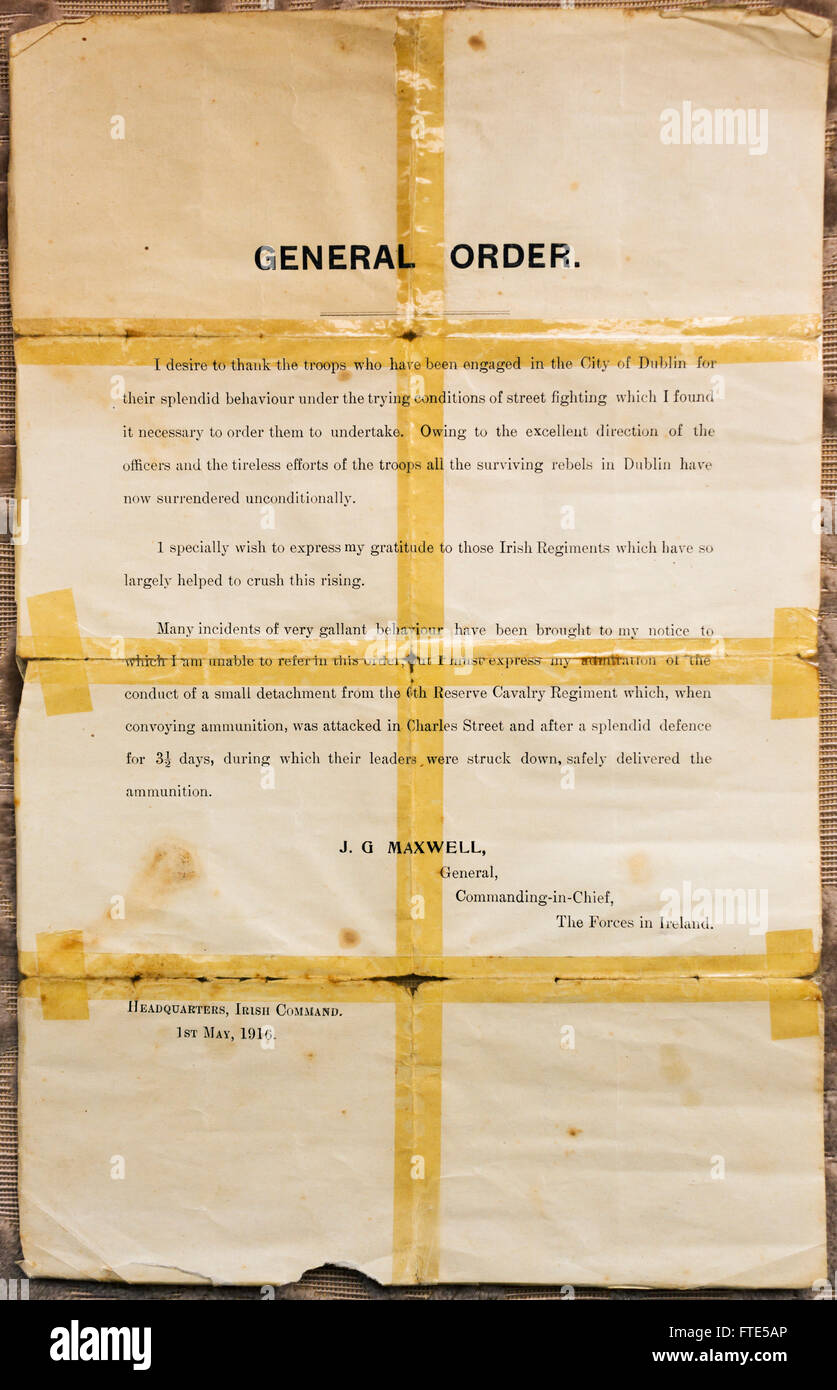 GENERAL ORDER.
I desire to thank the troops who have been engaged in the City of Dublin for
their splendid behaviour under the trying conditions of street fighting which I found
it necessary to order them to undertake. Owing to the excellent direction of the
officers and the tireless efforts of the troops all the surviving rebels in Dublin have
now surrendered unconditionally.
I specially wish to express my gratitude to those Irish Regiments which have so
largely helped to crush this rising.
Many incidents of very gallant behaviour have been brought to my notice to
which I am unable to refer in this order, but I must express my admiration of the
conduct of a small detachment from the 6th Reserve Cavalry Regiment which, when
convoying ammunition, was attacked in Charles Street and after a splendid defence
for 3½ days, during which their leaders were struck down, safely delivered the
ammunition.
J. G MAXWELL,
General,
Commanding-in-Chief,
The Forces in Ireland.
HEADQUARTERS, IRISH COMMAND.
1ST MAY, 1916.
alamy
alamy
alamy
a
a
a
a
a
a
a
alamy
Image ID: FTE5AP
www.alamy.com